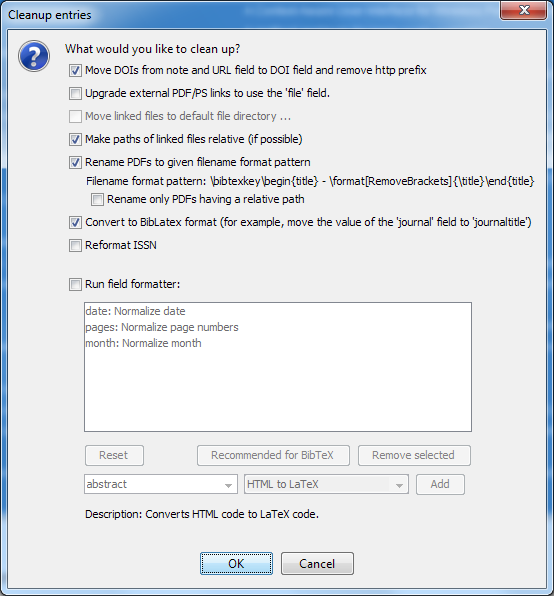 Cleanup entries
What would you like to clean up?
Move DOIs from note and URL field to DOI field and remove http prefix
Upgrade external PDF/PS links to use the 'file' field.
Move linked files to default file directory ...
Make paths of linked files relative (if possible)
Rename PDFs to given filename format pattern
Filename format pattern: \bibtexkey\begin{title} - \format[RemoveBrackets]{\title}\end{title}
Rename only PDFs having a relative path
Convert to BibLatex format (for example, move the value of the 'journal' field to 'journaltitle')
Reformat ISSN
Run field formatter:
date: Normalize date
pages: Normalize page numbers
month: Normalize month
Reset Recommended for BibTeX Remove selected
abstract HTML to LaTeX Add
Description: Converts HTML code to LaTeX code.
OK Cancel